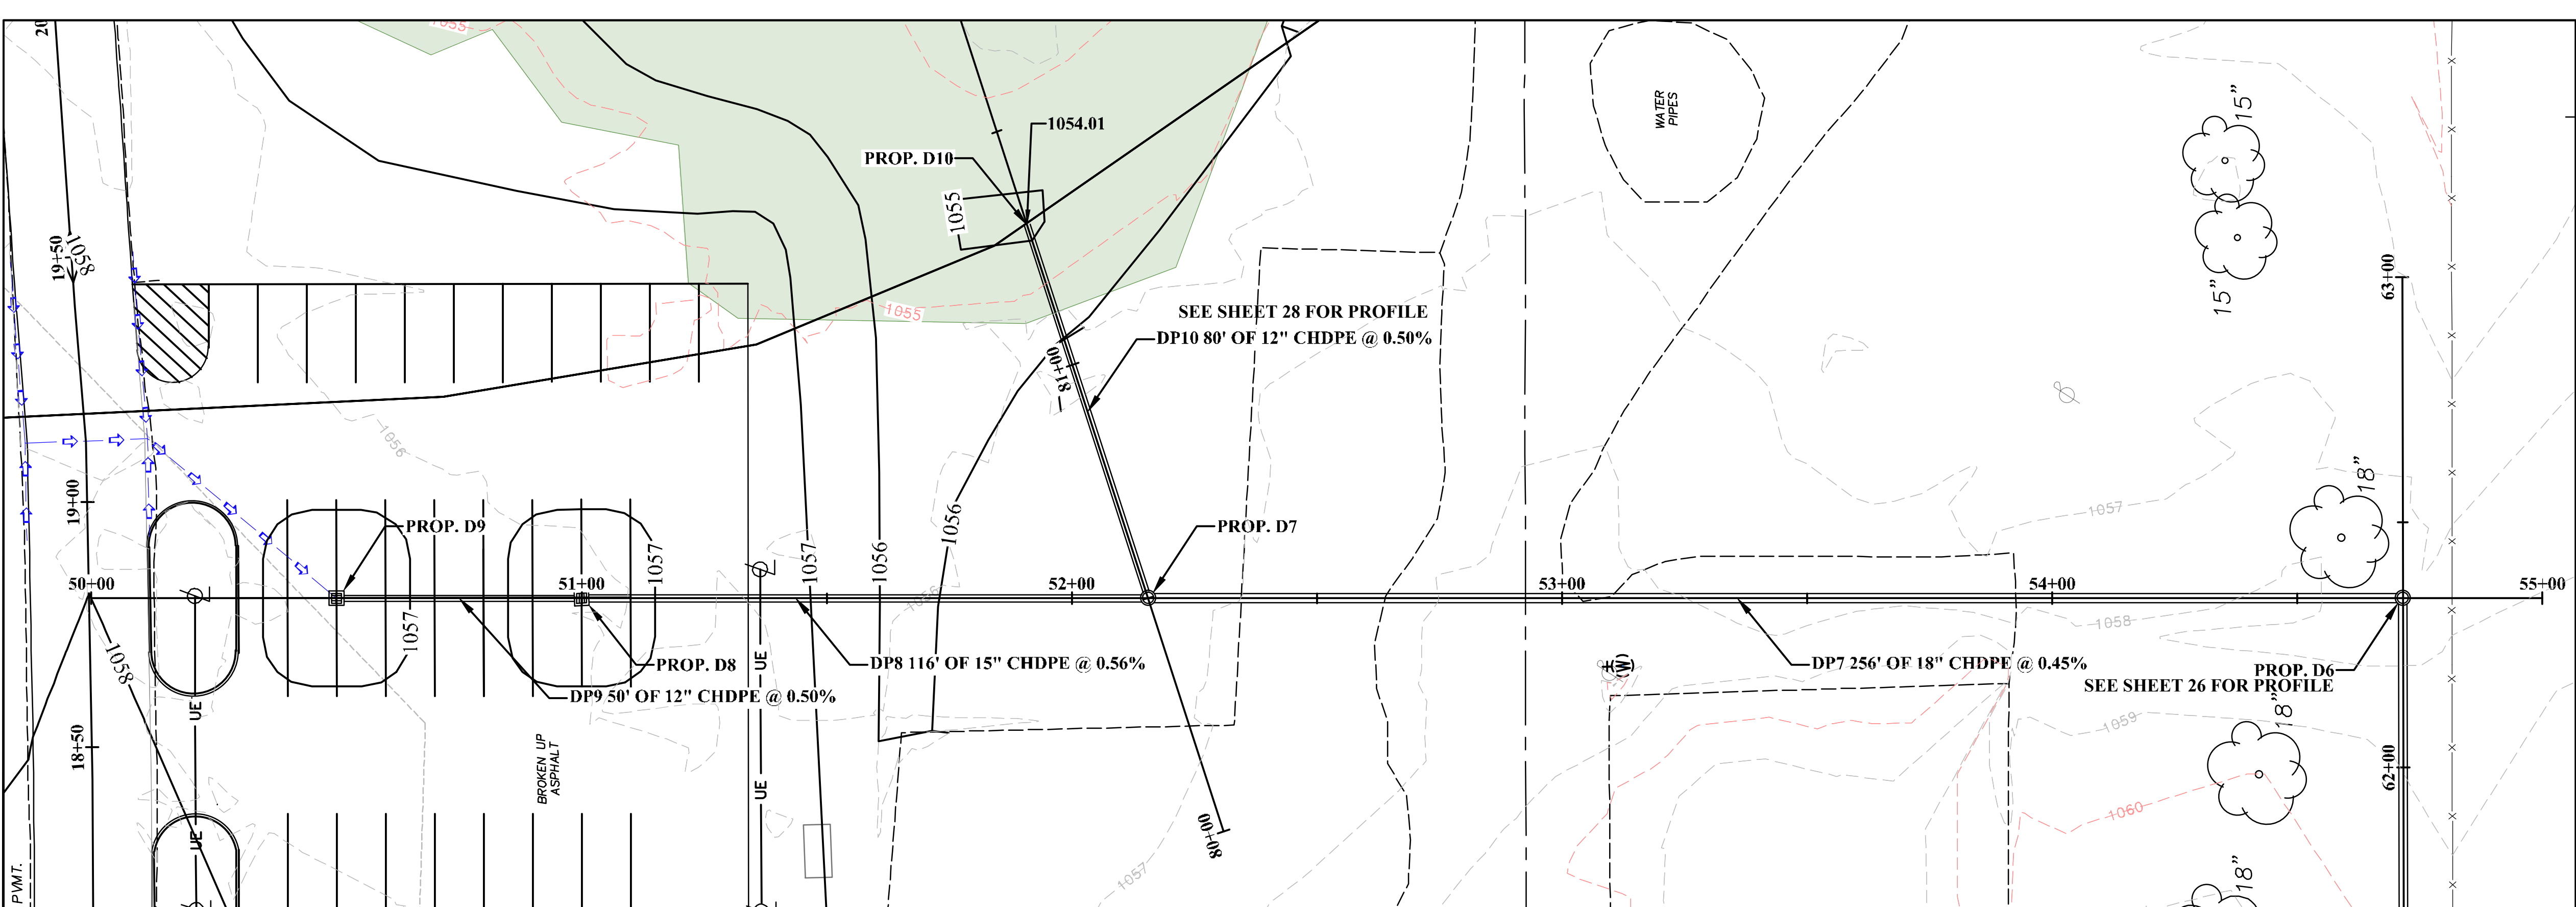 20
1055
1054.01
PROP. D10
1055
WATER
PIPES
15"
15"
19+50
1058
63+00
1055
SEE SHEET 28 FOR PROFILE
DP10 80' OF 12" CHDPE @ 0.50%
81+00
1056
18"
19+00
1057
PROP. D9
PROP. D7
1056
1057
1057
1056
50+00
51+00
52+00
53+00
54+00
55+00
1056
1057
1058
1058
UE
PROP. D8
DP8 116' OF 15" CHDPE @ 0.56%
(W)
DP7 256' OF 18" CHDPE @ 0.45%
PROP. D6
SEE SHEET 26 FOR PROFILE
DP9 50' OF 12" CHDPE @ 0.50%
UE
18"
1059
18+50
BROKEN UP
ASPHALT
UE
62+00
1060
80+00
UE
PVMT.
1057
18"